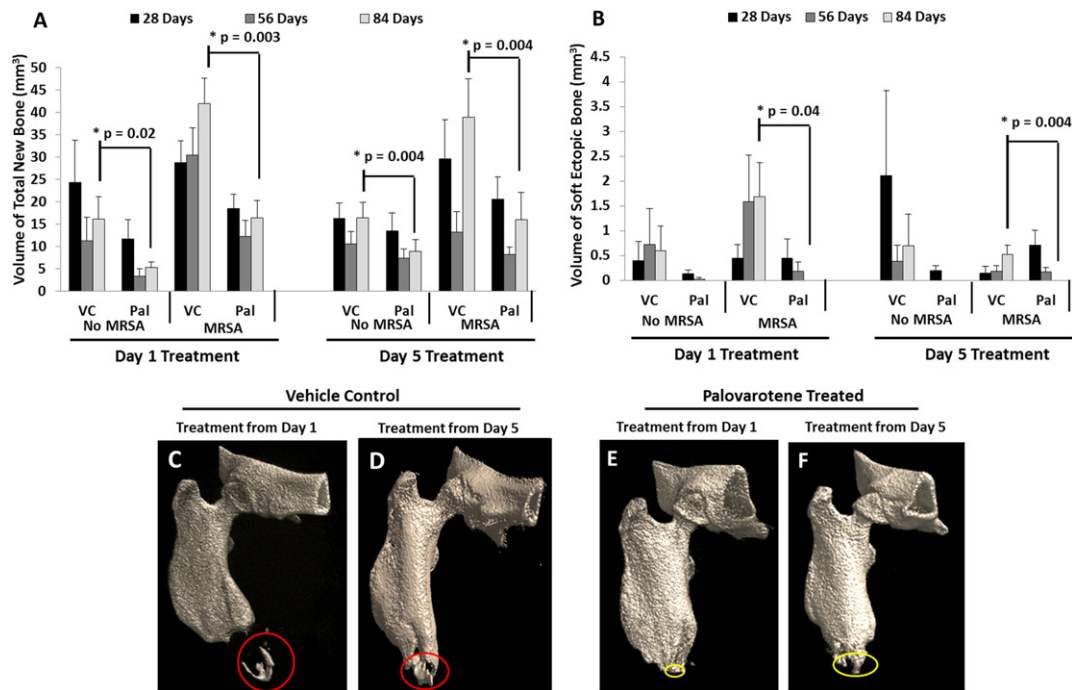 A
28 Days 56 Days 84 Days
* p = 0.003
* p = 0.004
* p = 0.02
* p = 0.004
Volume of Total New Bone (mm³)
50
45
40
35
30
25
20
15
10
5
0
VC Pal VC Pal VC Pal VC Pal
No MRSA MRSA No MRSA MRSA
Day 1 Treatment Day 5 Treatment
B
28 Days 56 Days 84 Days
* p = 0.04
* p = 0.004
Volume of Soft Ectopic Bone (mm³)
4.5
4
3.5
3
2.5
2
1.5
1
0.5
0
VC Pal VC Pal VC Pal VC Pal
No MRSA MRSA No MRSA MRSA
Day 1 Treatment Day 5 Treatment
Vehicle Control
Treatment from Day 1 Treatment from Day 5
C D
Palovarotene Treated
Treatment from Day 1 Treatment from Day 5
E F